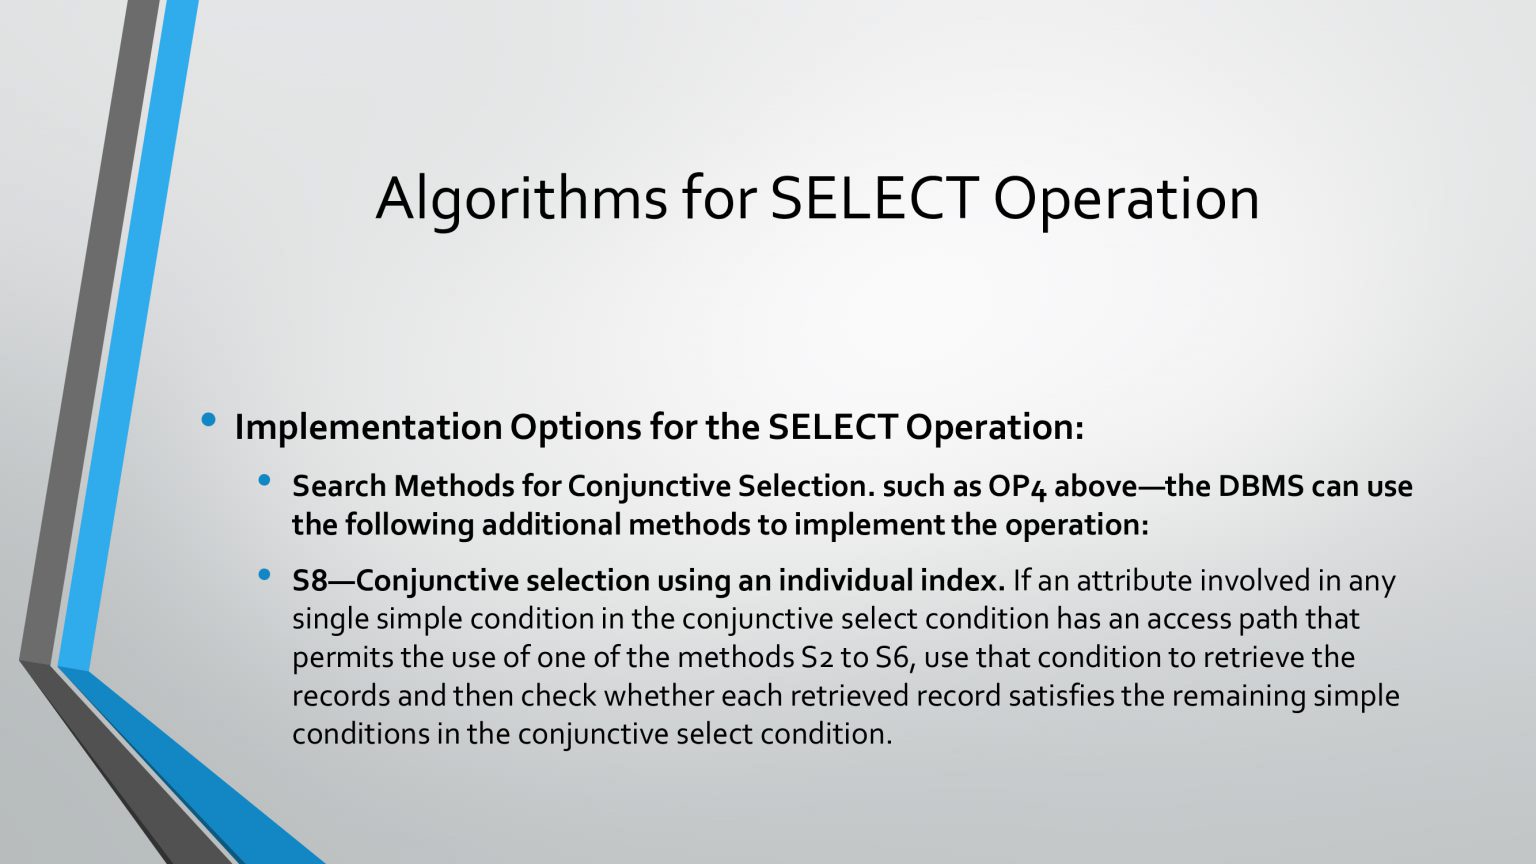 Algorithms for SELECT Operation
Implementation Options for the SELECT Operation:
Search Methods for Conjunctive Selection. such as OP4 above—the DBMS can use
the following additional methods to implement the operation:
S8—Conjunctive selection using an individual index. If an attribute involved in any
single simple condition in the conjunctive select condition has an access path that
permits the use of one of the methods S2 to S6, use that condition to retrieve the
records and then check whether each retrieved record satisfies the remaining simple
conditions in the conjunctive select condition.